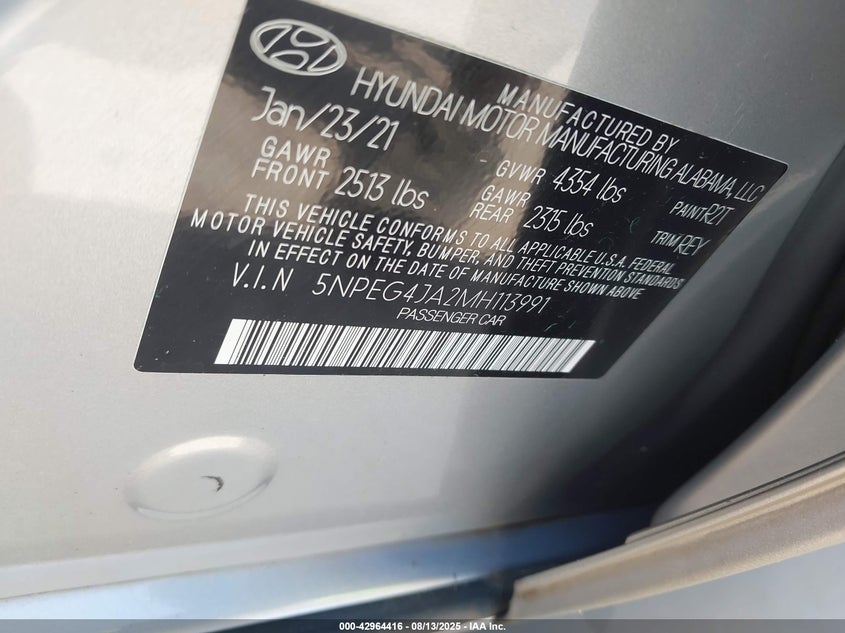 MANUFACTURED BY
HYUNDAI MOTOR MANUFACTURING ALABAMA, LLC
Jan/23/21
GVWR 4354 lbs
PAINT R2T
GAWR FRONT 2513 lbs
GAWR REAR 2315 lbs
TRIM REY
THIS VEHICLE CONFORMS TO ALL APPLICABLE U.S.A. FEDERAL
MOTOR VEHICLE SAFETY, BUMPER, AND THEFT PREVENTION STANDARDS
IN EFFECT ON THE DATE OF MANUFACTURE SHOWN ABOVE
V.I.N 5NPEG4JA2MH113991
PASSENGER CAR
000-42964416 - 08/13/2025 - IAA Inc.